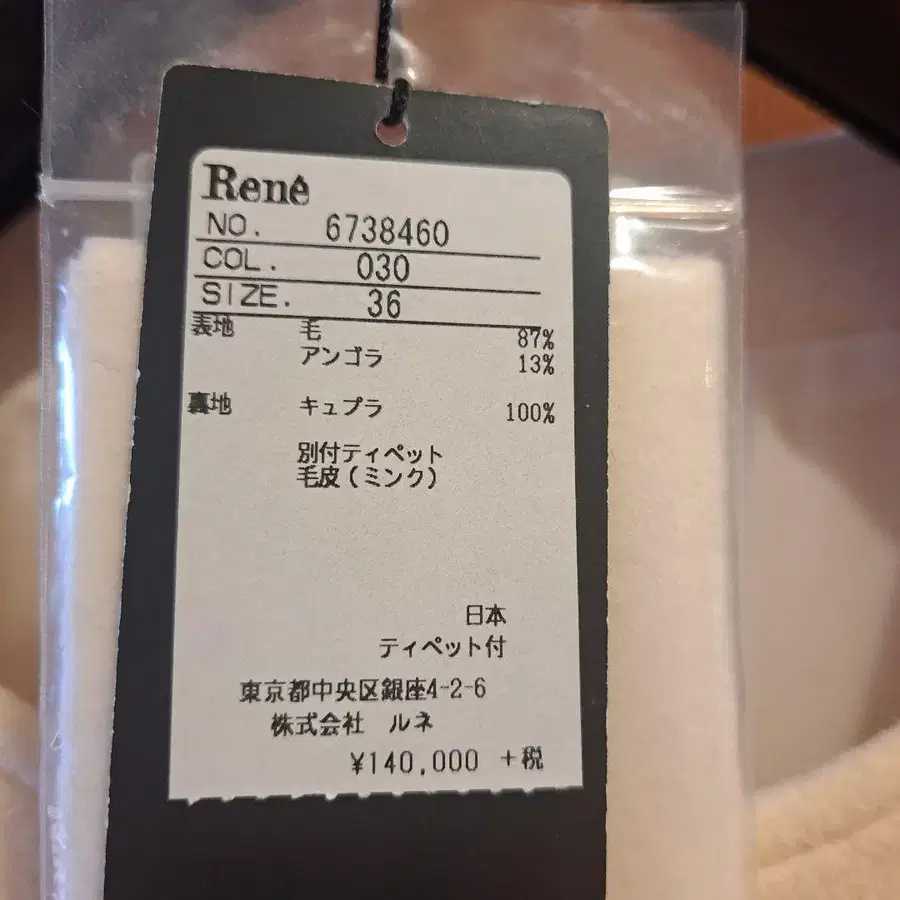 René
NO. 6738460
COL. 030
SIZE. 36
表地 毛 87%
アンゴラ 13%
裏地 キュプラ 100%
別付ティペット
毛皮(ミンク)
日本
ティペット付
東京都中央区銀座4-2-6
株式会社 ルネ
¥140,000 +税